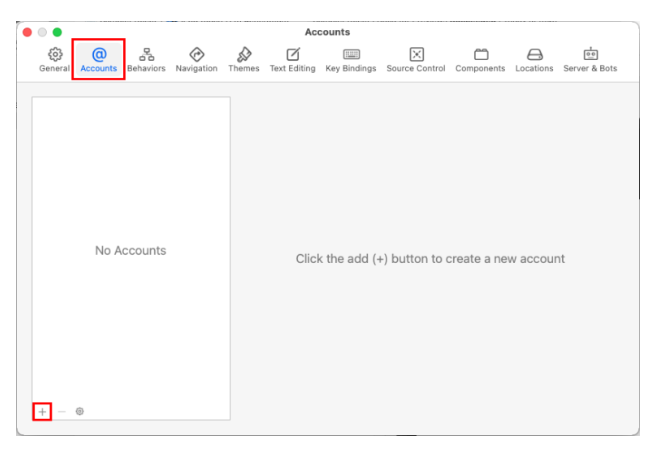 Accounts
General Accounts Behaviors Navigation Themes Text Editing Key Bindings Source Control Components Locations Server & Bots
No Accounts
Click the add (+) button to create a new account